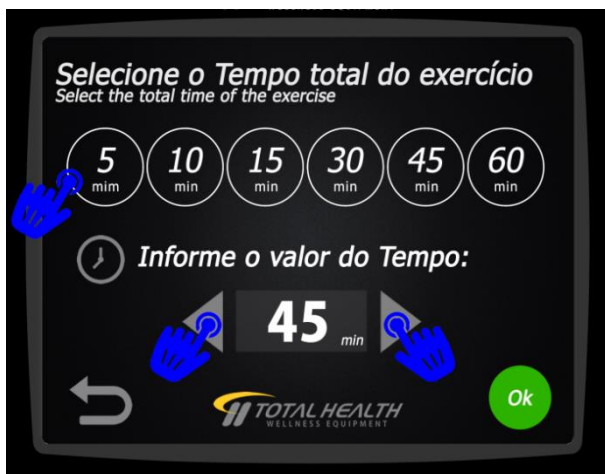 Selecione o Tempo total do exercício
Select the total time of the exercise
5 10 15 30 45 60
mim min min min min min
Informe o valor do Tempo:
45 min
TOTAL HEALTH
WELLNESS EQUIPMENT
Ok